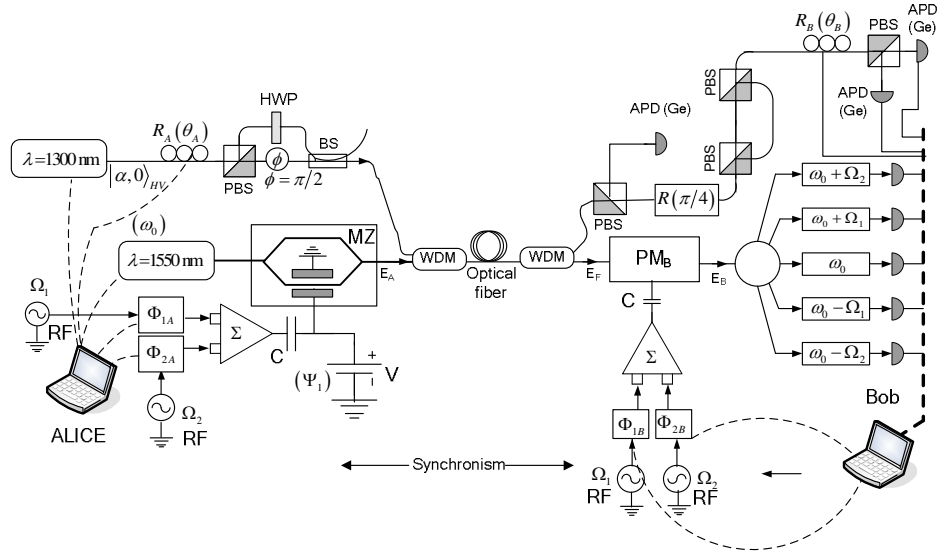 R_B(θ_B)
PBS
APD
(Ge)
APD
(Ge)
HWP
APD (Ge)
PBS
R_A(θ_A)
BS
λ=1300 nm
|α,0⟩_HV
PBS
ϕ
ϕ=π/2
PBS
R(π/4)
PBS
ω₀+Ω₂
(ω₀)
MZ
ω₀+Ω₁
λ=1550 nm
E_A
WDM
Optical
fiber
WDM
E_F
PM_B
E_B
ω₀
Ω₁
RF
Φ_1A
Σ
C
C
ω₀−Ω₁
Φ_2A
(Ψ₁)
+
-
V
Σ
ω₀−Ω₂
ALICE
Ω₂
RF
Φ_1B
Φ_2B
Bob
Synchronism
Ω₁
RF
Ω₂
RF